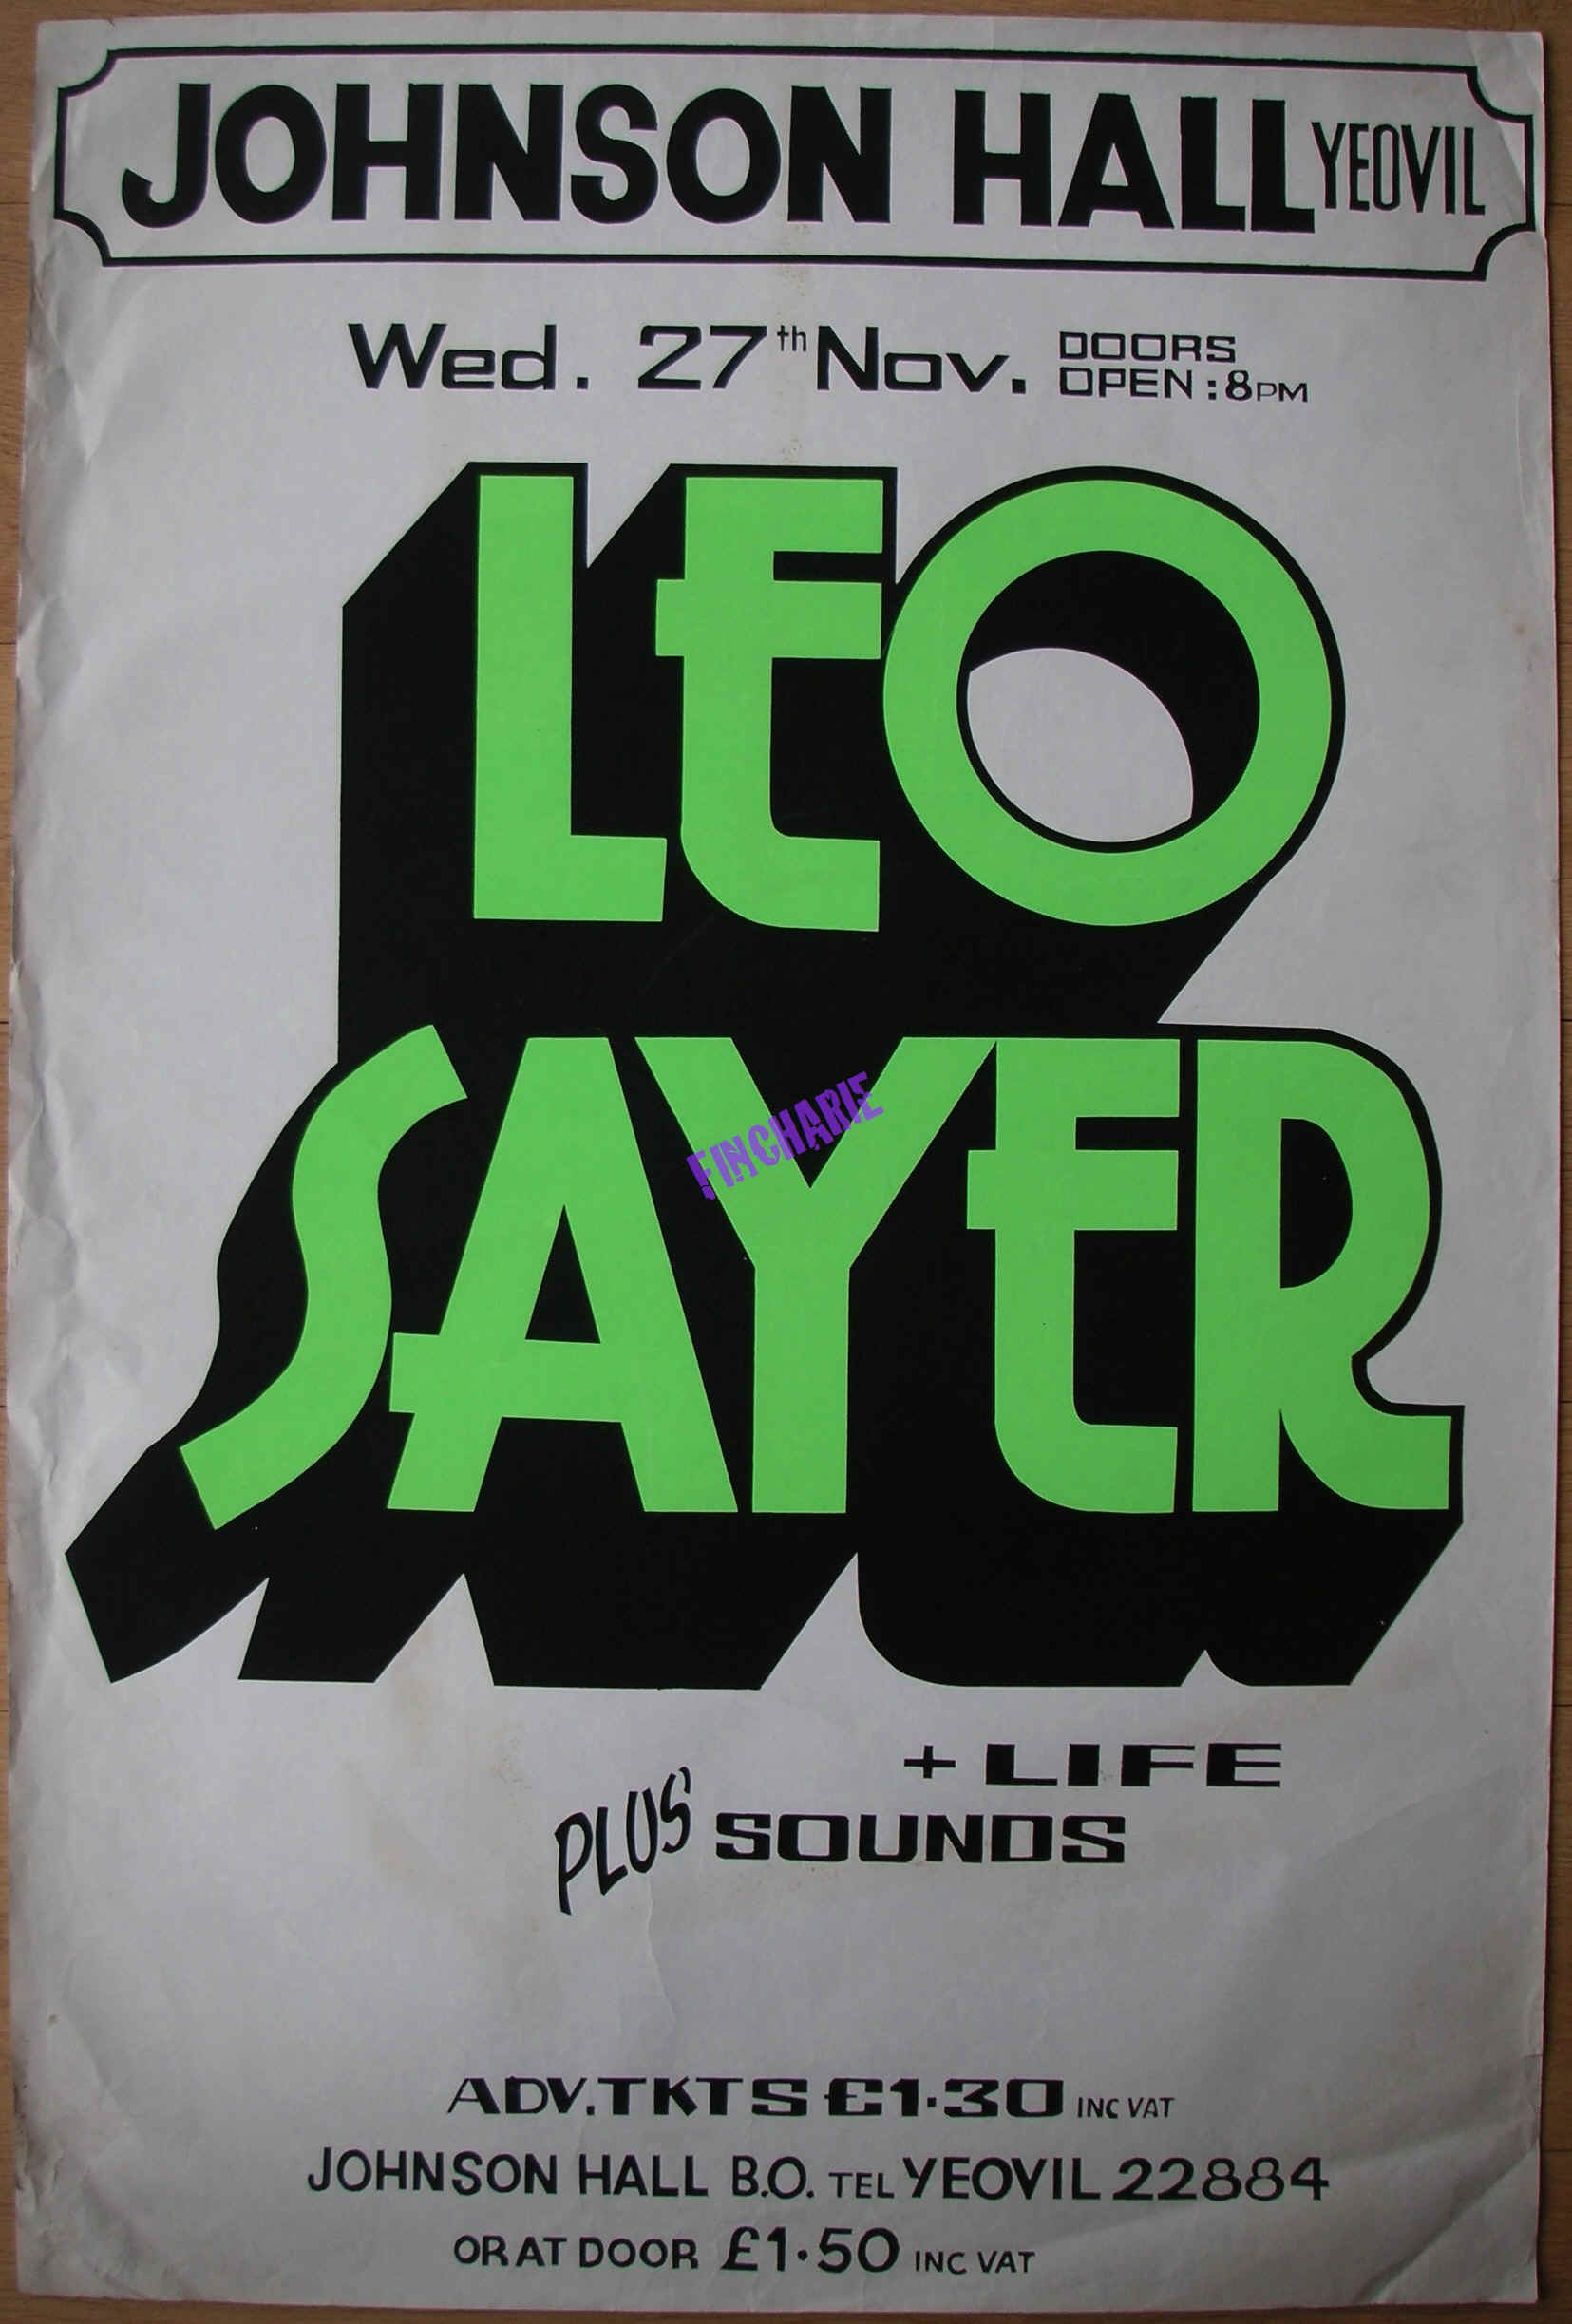 JOHNSON HALL YEOVIL
Wed. 27th Nov. DOORS OPEN : 8PM
LEO
SAYER
FINCHARIE
+ LIFE
PLUS SOUNDS
ADV. TKTS £1·30 INC VAT
JOHNSON HALL B.O. TEL YEOVIL 22884
OR AT DOOR £1·50 INC VAT